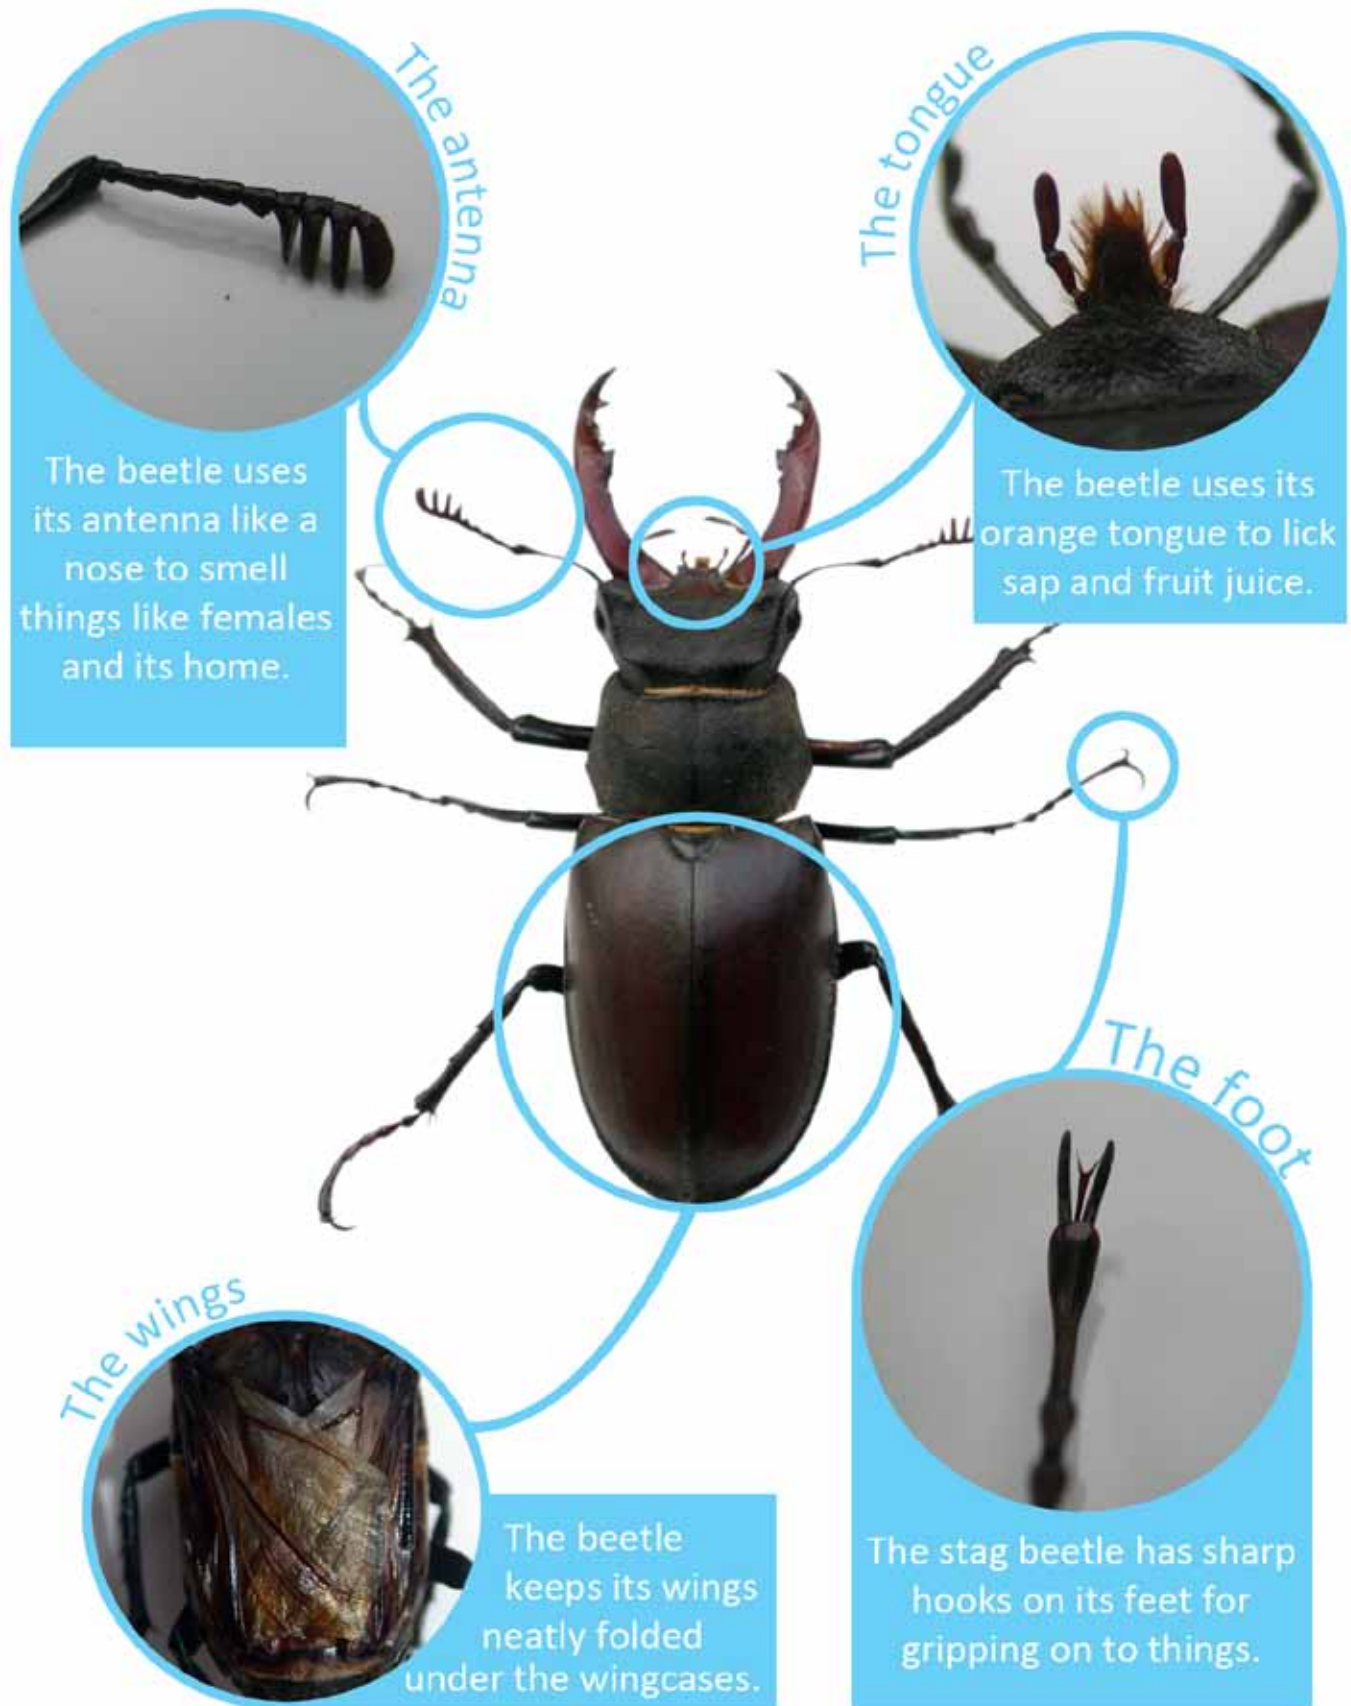 The antenna
The beetle uses
its antenna like a
nose to smell
things like females
and its home.
The tongue
The beetle uses its
orange tongue to lick
sap and fruit juice.
The wings
The beetle
keeps its wings
neatly folded
under the wingcases.
The foot
The stag beetle has sharp
hooks on its feet for
gripping on to things.